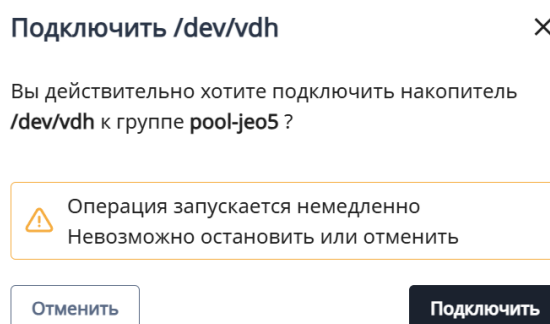 Подключить /dev/vdh
Вы действительно хотите подключить накопитель
/dev/vdh к группе pool-jeo5 ?
Операция запускается немедленно
Невозможно остановить или отменить
Отменить
Подключить